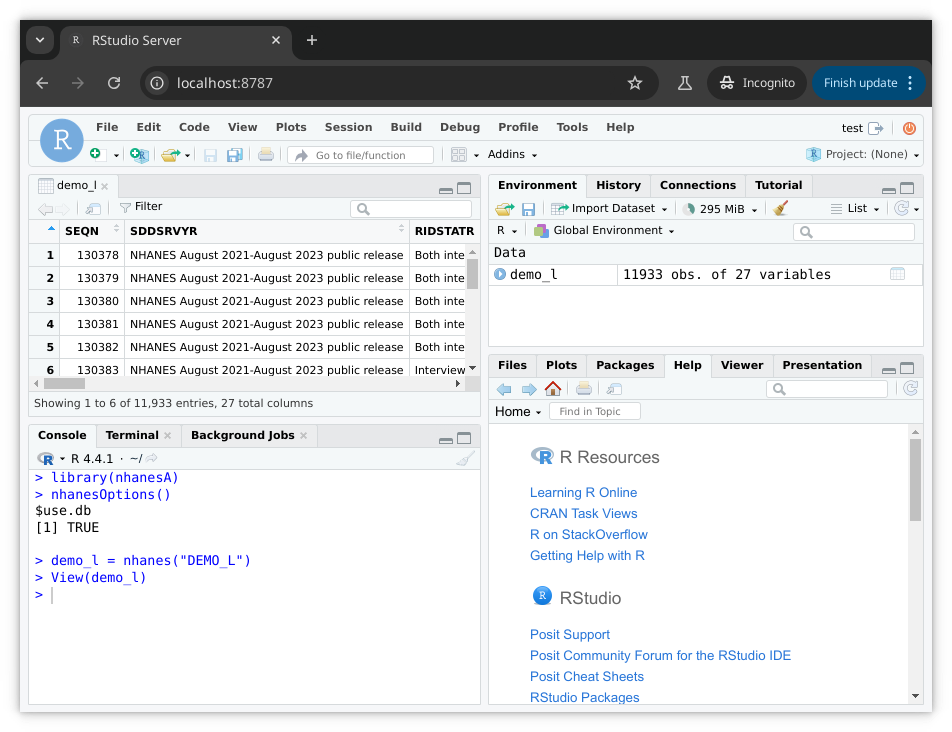 RStudio Server
localhost:8787
Incognito
Finish update
R
File Edit Code View Plots Session Build Debug Profile Tools Help
test
Go to file/function
Addins
Project: (None)
demo_l
Filter
SEQN SDDSRVYR RIDSTATR
1 130378 NHANES August 2021-August 2023 public release Both inte
2 130379 NHANES August 2021-August 2023 public release Both inte
3 130380 NHANES August 2021-August 2023 public release Both inte
4 130381 NHANES August 2021-August 2023 public release Both inte
5 130382 NHANES August 2021-August 2023 public release Both inte
6 130383 NHANES August 2021-August 2023 public release Interview
Showing 1 to 6 of 11,933 entries, 27 total columns
Console Terminal Background Jobs
R 4.4.1 · ~/
> library(nhanesA)
> nhanesOptions()
$use.db
[1] TRUE
> demo_l = nhanes("DEMO_L")
> View(demo_l)
>
Environment History Connections Tutorial
Import Dataset 295 MiB List
R Global Environment
Data
demo_l 11933 obs. of 27 variables
Files Plots Packages Help Viewer Presentation
Home Find in Topic
R Resources
Learning R Online
CRAN Task Views
R on StackOverflow
Getting Help with R
RStudio
Posit Support
Posit Community Forum for the RStudio IDE
Posit Cheat Sheets
RStudio Packages